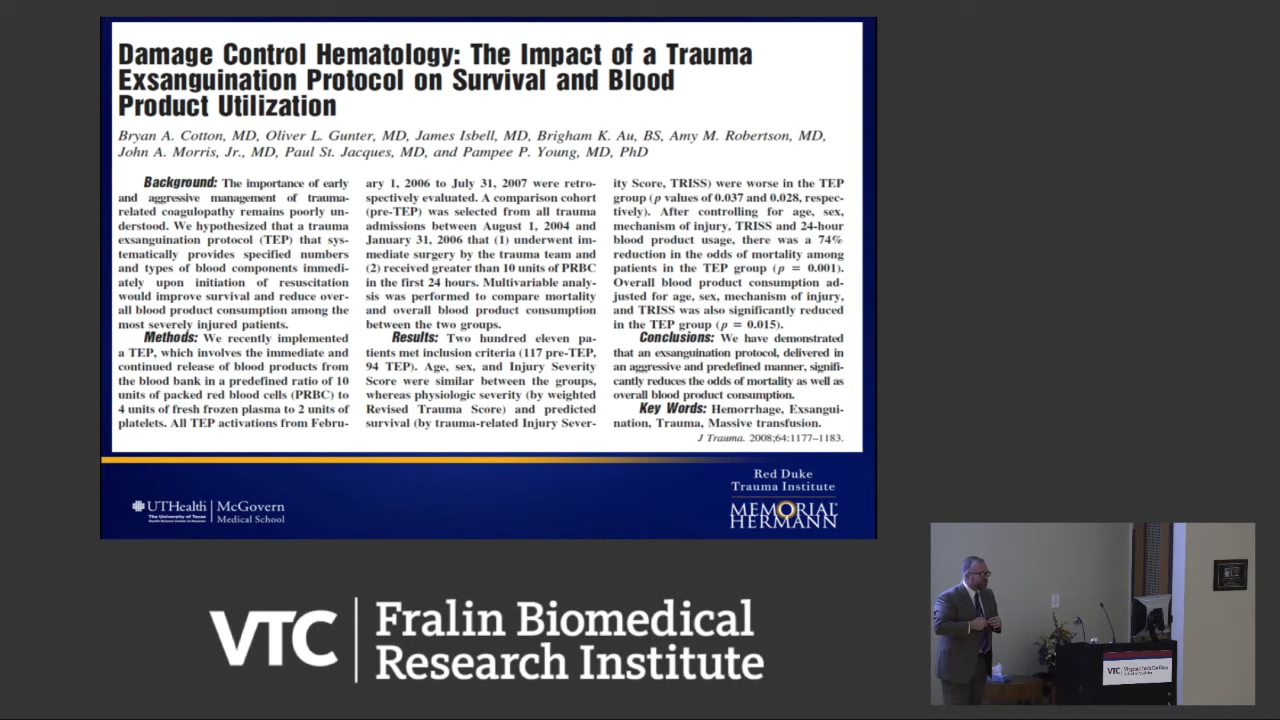 Damage Control Hematology: The Impact of a Trauma
Exsanguination Protocol on Survival and Blood
Product Utilization
Bryan A. Cotton, MD, Oliver L. Gunter, MD, James Isbell, MD, Brigham K. Au, BS, Amy M. Robertson, MD,
John A. Morris, Jr., MD, Paul St. Jacques, MD, and Pampee P. Young, MD, PhD
Background: The importance of early
and aggressive management of trauma-
related coagulopathy remains poorly un-
derstood. We hypothesized that a trauma
exsanguination protocol (TEP) that sys-
tematically provides specified numbers
and types of blood components immedi-
ately upon initiation of resuscitation
would improve survival and reduce over-
all blood product consumption among the
most severely injured patients.
Methods: We recently implemented
a TEP, which involves the immediate and
continued release of blood products from
the blood bank in a predefined ratio of 10
units of packed red blood cells (PRBC) to
4 units of fresh frozen plasma to 2 units of
platelets. All TEP activations from Febru-
ary 1, 2006 to July 31, 2007 were retro-
spectively evaluated. A comparison cohort
(pre-TEP) was selected from all trauma
admissions between August 1, 2004 and
January 31, 2006 that (1) underwent im-
mediate surgery by the trauma team and
(2) received greater than 10 units of PRBC
in the first 24 hours. Multivariable analy-
sis was performed to compare mortality
and overall blood product consumption
between the two groups.
Results: Two hundred eleven pa-
tients met inclusion criteria (117 pre-TEP,
94 TEP). Age, sex, and Injury Severity
Score were similar between the groups,
whereas physiologic severity (by weighted
Revised Trauma Score) and predicted
survival (by trauma-related Injury Sever-
ity Score, TRISS) were worse in the TEP
group (p values of 0.037 and 0.028, respec-
tively). After controlling for age, sex,
mechanism of injury, TRISS and 24-hour
blood product usage, there was a 74%
reduction in the odds of mortality among
patients in the TEP group (p = 0.001).
Overall blood product consumption ad-
justed for age, sex, mechanism of injury,
and TRISS was also significantly reduced
in the TEP group (p = 0.015).
Conclusions: We have demonstrated
that an exsanguination protocol, delivered in
an aggressive and predefined manner, signifi-
cantly reduces the odds of mortality as well as
overall blood product consumption.
Key Words: Hemorrhage, Exsangui-
nation, Trauma, Massive transfusion.
J Trauma. 2008;64:1177–1183.
UTHealth
The University of Texas
Health Science Center at Houston
McGovern
Medical School
Red Duke
Trauma Institute
MEMORIAL
HERMANN
VTC
Fralin Biomedical
Research Institute
VTC
Virginia Tech Carilion